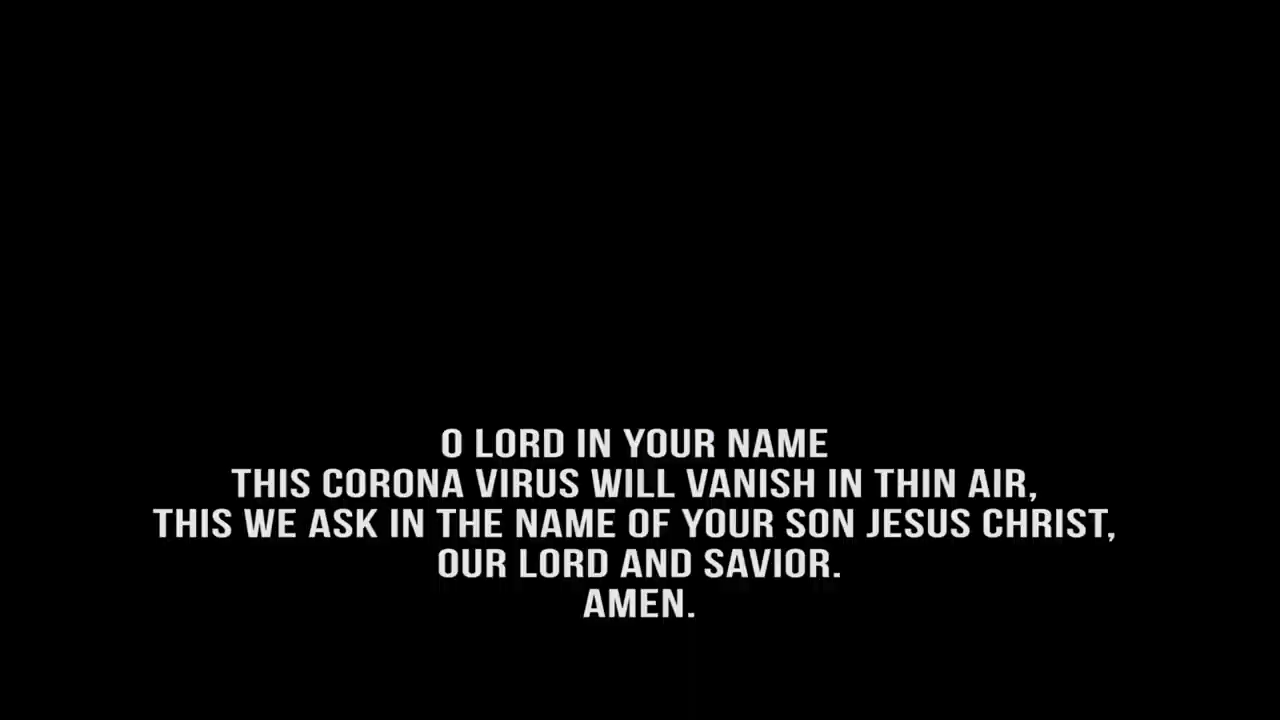 O LORD IN YOUR NAME
THIS CORONA VIRUS WILL VANISH IN THIN AIR,
THIS WE ASK IN THE NAME OF YOUR SON JESUS CHRIST,
OUR LORD AND SAVIOR.
AMEN.